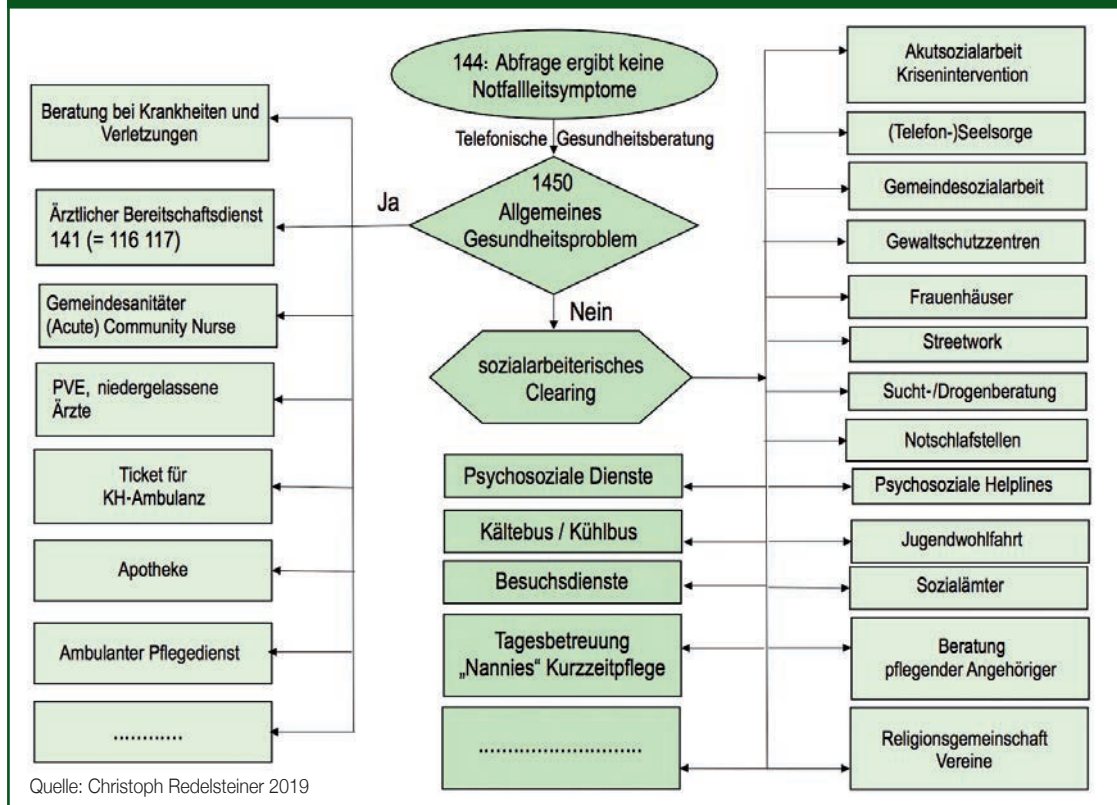 144: Abfrage ergibt keine
Notfallleitsymptome
Telefonische Gesundheitsberatung
1450
Allgemeines
Gesundheitsproblem
Ja
Nein
sozialarbeiterisches
Clearing
Beratung bei Krankheiten und
Verletzungen
Ärztlicher Bereitschaftsdienst
141 (= 116 117)
Gemeindesanitäter
(Acute) Community Nurse
PVE, niedergelassene
Ärzte
Ticket für
KH-Ambulanz
Apotheke
Ambulanter Pflegedienst
............
Psychosoziale Dienste
Kältebus / Kühlbus
Besuchsdienste
Tagesbetreuung
„Nannies“ Kurzzeitpflege
.............................
Akutsozialarbeit
Krisenintervention
(Telefon-)Seelsorge
Gemeindesozialarbeit
Gewaltschutzzentren
Frauenhäuser
Streetwork
Sucht-/Drogenberatung
Notschlafstellen
Psychosoziale Helplines
Jugendwohlfahrt
Sozialämter
Beratung
pflegender Angehöriger
Religionsgemeinschaft
Vereine
Quelle: Christoph Redelsteiner 2019